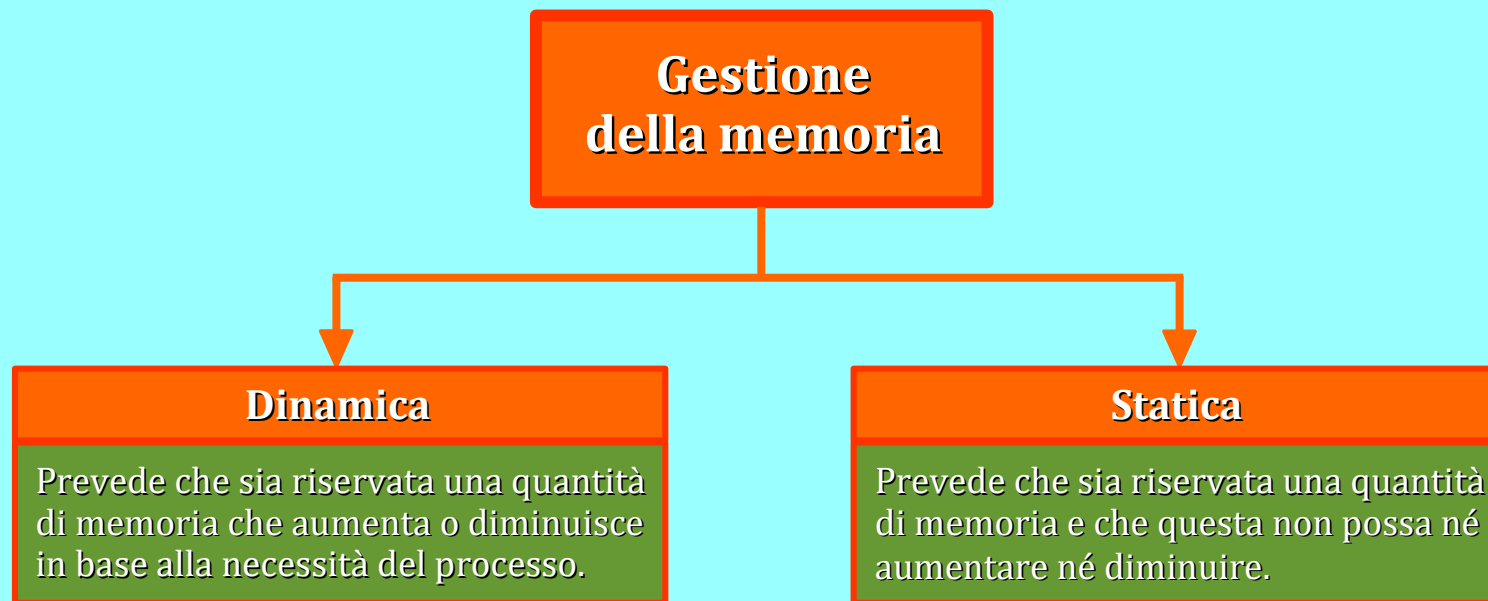 Gestione
della memoria
Dinamica
Prevede che sia riservata una quantità
di memoria che aumenta o diminuisce
in base alla necessità del processo.
Statica
Prevede che sia riservata una quantità
di memoria e che questa non possa né
aumentare né diminuire.